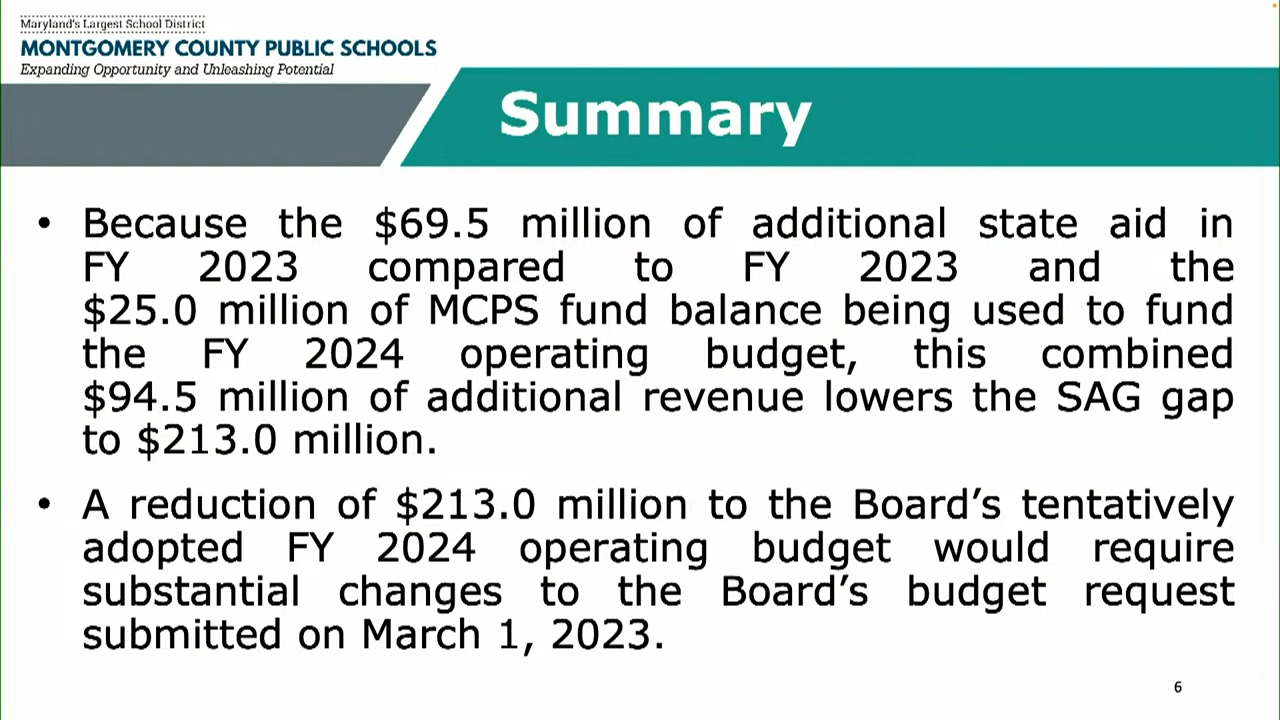 Maryland's Largest School District
MONTGOMERY COUNTY PUBLIC SCHOOLS
Expanding Opportunity and Unleashing Potential
Summary
• Because the $69.5 million of additional state aid in
FY 2023 compared to FY 2023 and the
$25.0 million of MCPS fund balance being used to fund
the FY 2024 operating budget, this combined
$94.5 million of additional revenue lowers the SAG gap
to $213.0 million.
• A reduction of $213.0 million to the Board’s tentatively
adopted FY 2024 operating budget would require
substantial changes to the Board’s budget request
submitted on March 1, 2023.
6